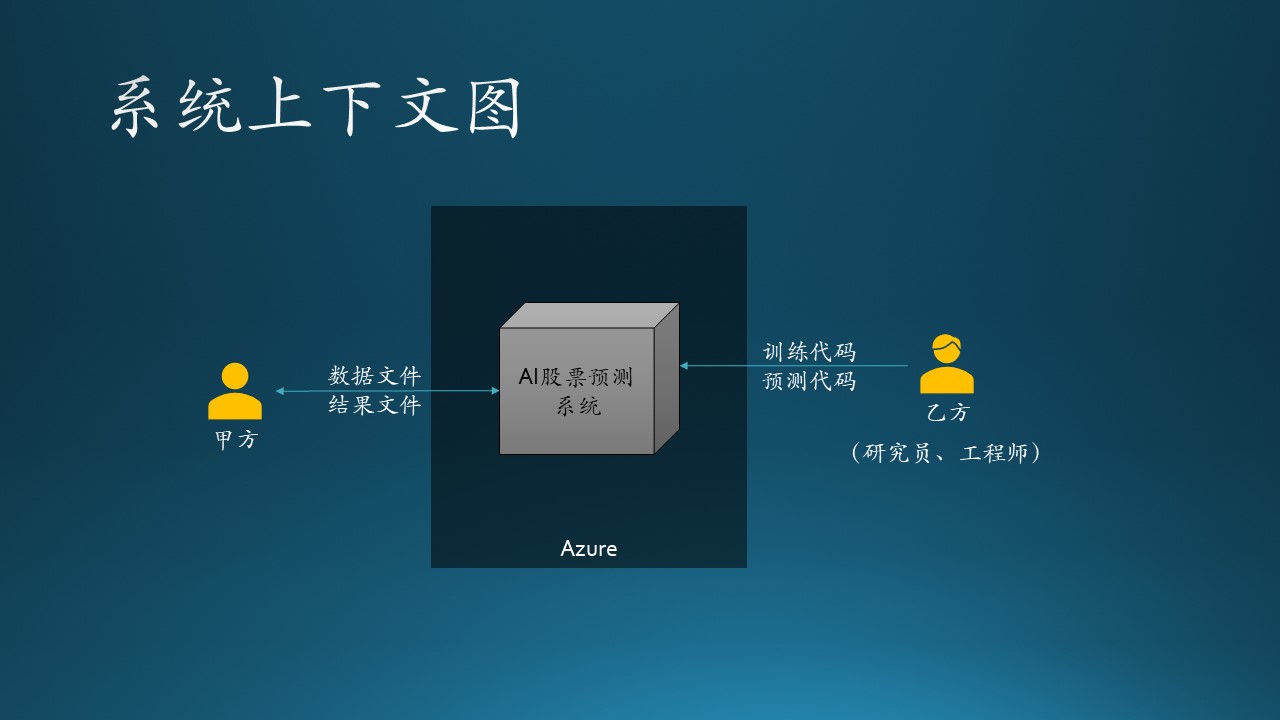 系统上下文图
数据文件
结果文件
甲方
AI股票预测
系统
训练代码
预测代码
乙方
（研究员、工程师）
Azure